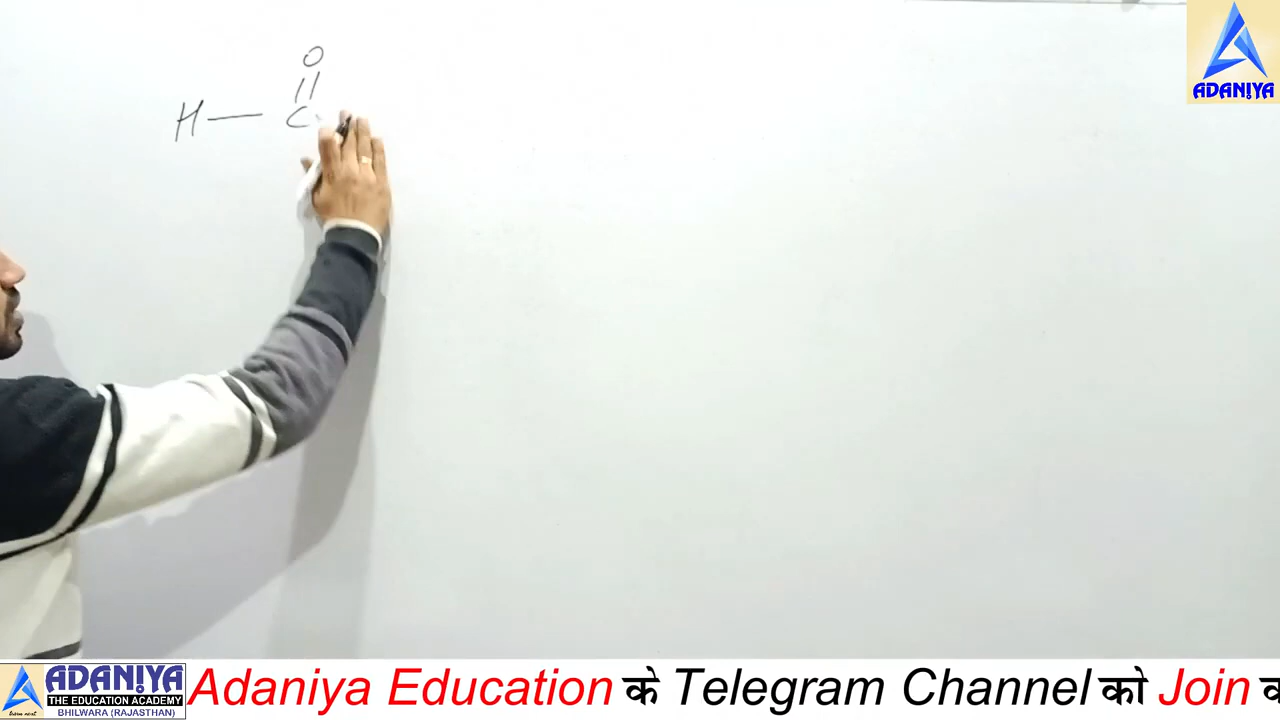 O
||
H — C -
ADANIYA
ADANIYA
THE EDUCATION ACADEMY
BHILWARA (RAJASTHAN)
Adaniya Education के Telegram Channel को Join